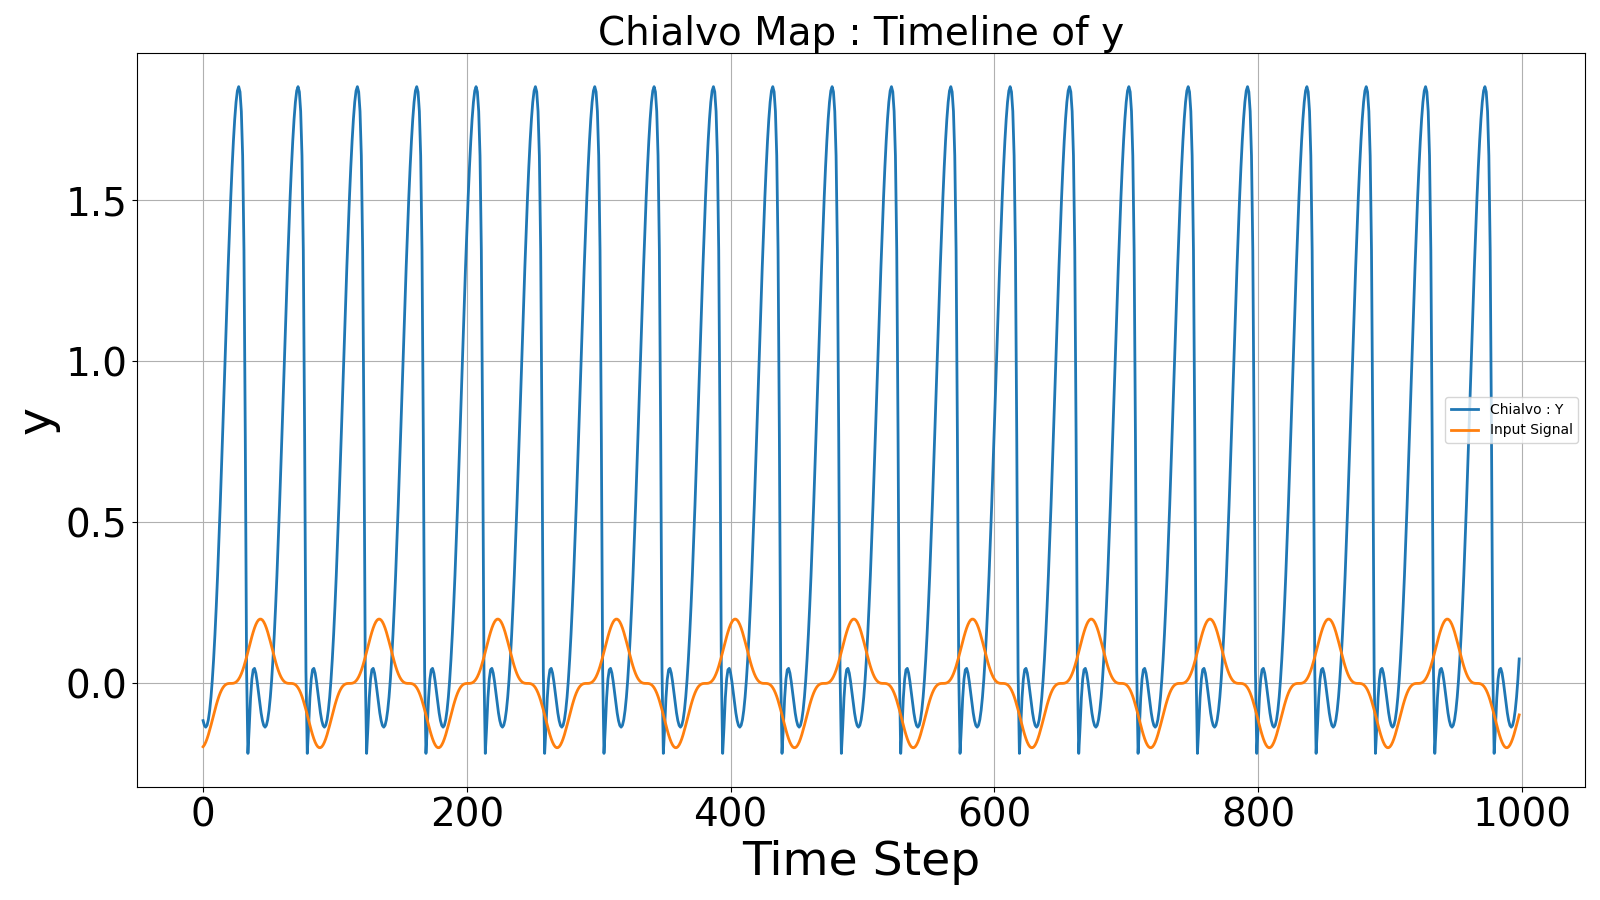 Chialvo Map : Timeline of y
y
1.5
1.0
0.5
0.0
Chialvo : Y
Input Signal
0 200 400 600 800 1000
Time Step